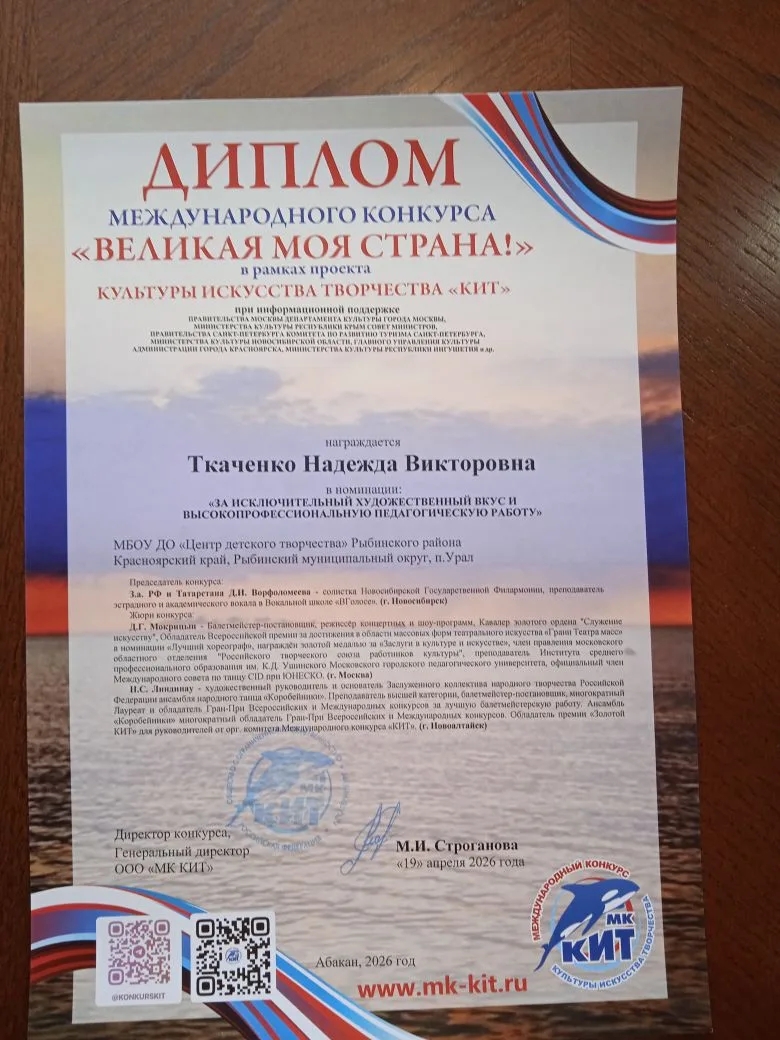 ДИПЛОМ
МЕЖДУНАРОДНОГО КОНКУРСА
«ВЕЛИКАЯ МОЯ СТРАНА!»
в рамках проекта
КУЛЬТУРЫ ИСКУССТВА ТВОРЧЕСТВА «КИТ»
при информационной поддержке
ПРАВИТЕЛЬСТВА МОСКВЫ ДЕПАРТАМЕНТА КУЛЬТУРЫ ГОРОДА МОСКВЫ,
МИНИСТЕРСТВА КУЛЬТУРЫ РЕСПУБЛИКИ КРЫМ СОВЕТ МИНИСТРОВ,
ПРАВИТЕЛЬСТВА САНКТ-ПЕТЕРБУРГА КОМИТЕТА ПО РАЗВИТИЮ ТУРИЗМА САНКТ-ПЕТЕРБУРГА,
МИНИСТЕРСТВА КУЛЬТУРЫ НОВОСИБИРСКОЙ ОБЛАСТИ, ГЛАВНОГО УПРАВЛЕНИЯ КУЛЬТУРЫ
АДМИНИСТРАЦИИ ГОРОДА КРАСНОЯРСКА, МИНИСТЕРСТВА КУЛЬТУРЫ РЕСПУБЛИКИ ИНГУШЕТИЯ и др.
награждается
Ткаченко Надежда Викторовна
в номинации:
«ЗА ИСКЛЮЧИТЕЛЬНЫЙ ХУДОЖЕСТВЕННЫЙ ВКУС И
ВЫСОКОПРОФЕССИОНАЛЬНУЮ ПЕДАГОГИЧЕСКУЮ РАБОТУ»
МБОУ ДО «Центр детского творчества» Рыбинского района
Красноярский край, Рыбинский муниципальный округ, п.Урал
Председатель конкурса:
З.а. РФ и Татарстана Д.И. Ворфоломеева - солистка Новосибирской Государственной Филармонии, преподаватель
эстрадного и академического вокала в Вокальной школе «ВГолосе». (г. Новосибирск)
Жюри конкурса:
Д.Г. Мокрицын - Балетмейстер-постановщик, режиссёр концертных и шоу-программ, Кавалер золотого ордена "Служение
искусству", Обладатель Всероссийской премии за достижения в области массовых форм театрального искусства «Грани Театра масс»
в номинации «Лучший хореограф», награждён золотой медалью за «Заслуги в культуре и искусстве», член правления московского
областного отделения "Российского творческого союза работников культуры", преподаватель Института среднего
профессионального образования им. К.Д. Ушинского Московского городского педагогического университета, официальный член
Международного совета по танцу CID при ЮНЕСКО. (г. Москва)
И.С. Линдинау - художественный руководитель и основатель Заслуженного коллектива народного творчества Российской
Федерации ансамбля народного танца «Коробейники». Преподаватель высшей категории, балетмейстер-постановщик, многократный
Лауреат и обладатель Гран-При Всероссийских и Международных конкурсов за лучшую балетмейстерскую работу. Ансамбль
«Коробейники» многократный обладатель Гран-При Всероссийских и Международных конкурсов. Обладатель премии «Золотой
КИТ» для руководителей от орг. комитета Международного конкурса «КИТ». (г. Новоалтайск)
МК
КИТ
РОССИЙСКАЯ ФЕДЕРАЦИЯ
Директор конкурса,
Генеральный директор
ООО «МК КИТ»
М.И. Строганова
«19» апреля 2026 года
МЕЖДУНАРОДНЫЙ КОНКУРС
МК
КИТ
КУЛЬТУРЫ ИСКУССТВА ТВОРЧЕСТВА
@KONKURSKIT
Абакан, 2026 год
www.mk-kit.ru